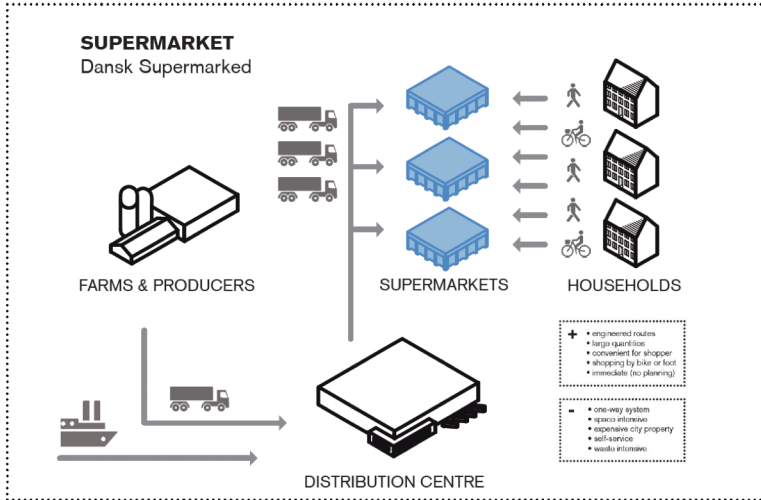 SUPERMARKET
Dansk Supermarked
FARMS & PRODUCERS
SUPERMARKETS
HOUSEHOLDS
+
• engineered routes
• large quantities
• convenient for shopper
• shopping by bike or foot
• immediate (no planning)
-
• one-way system
• space intensive
• expensive city property
• self-service
• waste intensive
DISTRIBUTION CENTRE